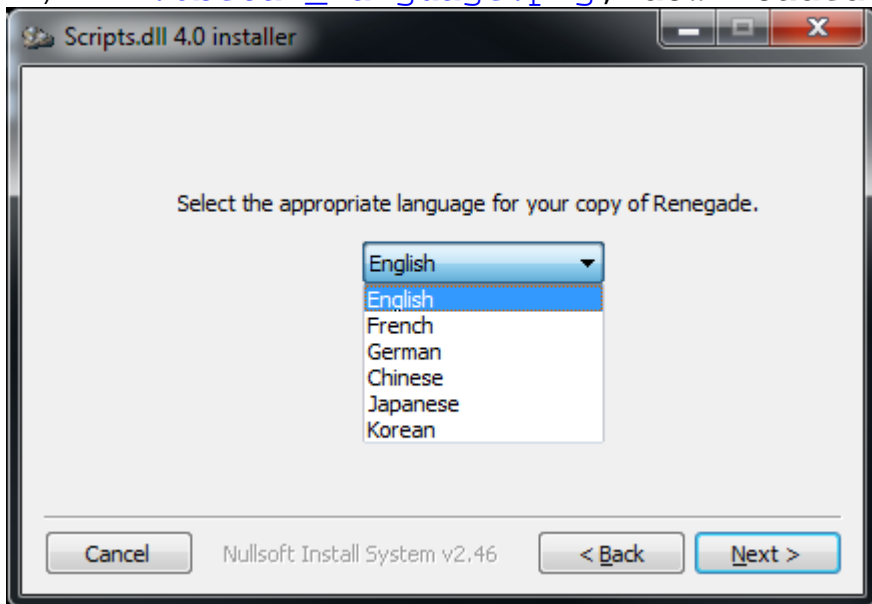 Scripts.dll 4.0 installer
Select the appropriate language for your copy of Renegade.
English
English
French
German
Chinese
Japanese
Korean
Cancel
Nullsoft Install System v2.46
< Back
Next >